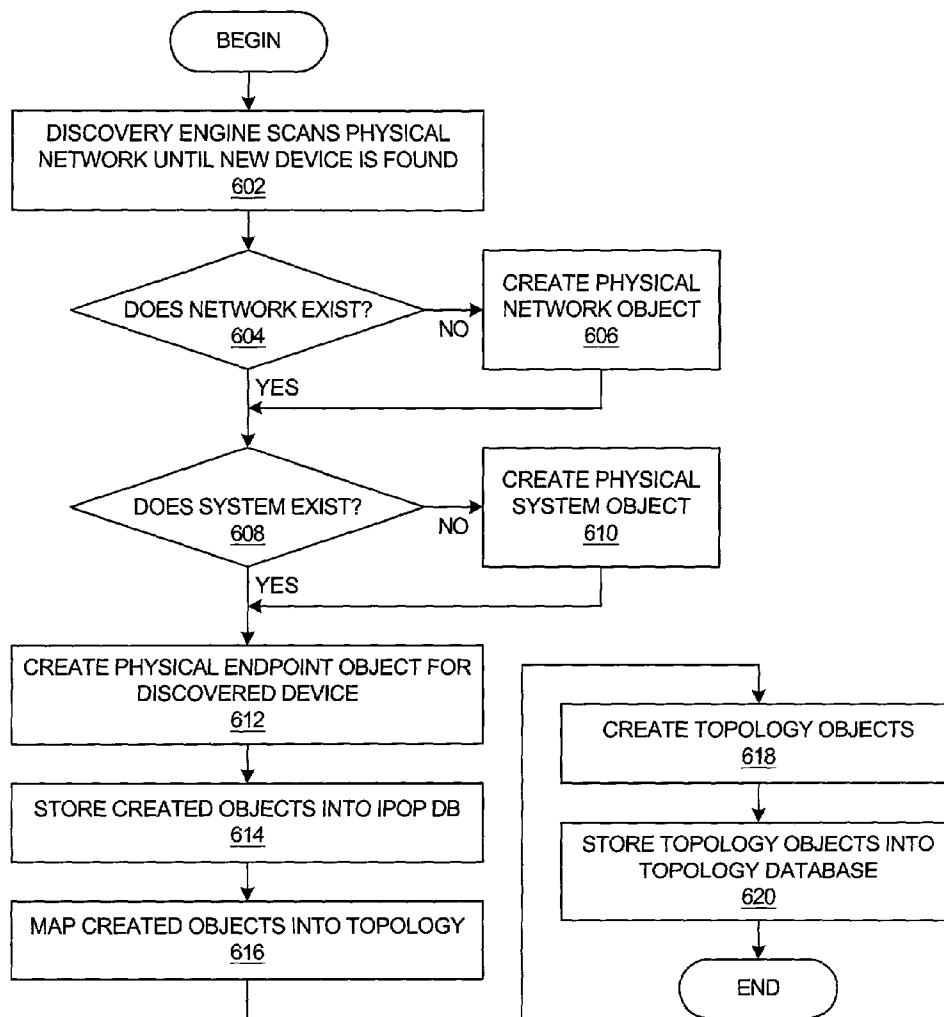 BEGIN
DISCOVERY ENGINE SCANS PHYSICAL
NETWORK UNTIL NEW DEVICE IS FOUND
602
DOES NETWORK EXIST?
604
NO
CREATE PHYSICAL
NETWORK OBJECT
606
YES
DOES SYSTEM EXIST?
608
NO
CREATE PHYSICAL
SYSTEM OBJECT
610
YES
CREATE PHYSICAL ENDPOINT OBJECT FOR
DISCOVERED DEVICE
612
STORE CREATED OBJECTS INTO IPOP DB
614
MAP CREATED OBJECTS INTO TOPOLOGY
616
CREATE TOPOLOGY OBJECTS
618
STORE TOPOLOGY OBJECTS INTO
TOPOLOGY DATABASE
620
END